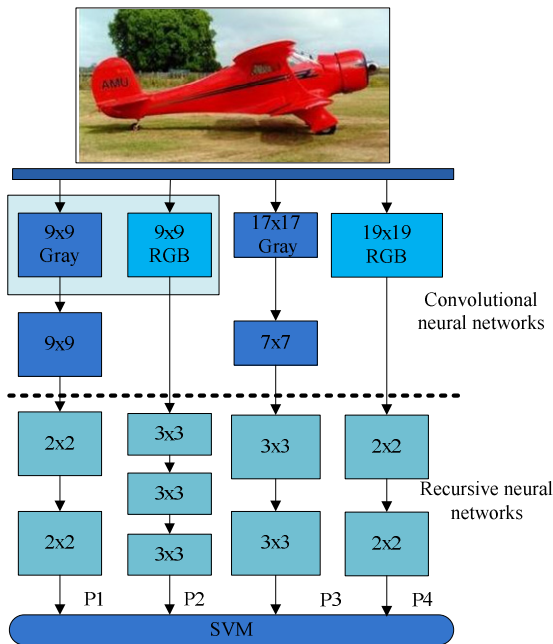 AMU
9x9
Gray
9x9
RGB
17x17
Gray
19x19
RGB
Convolutional
neural networks
9x9
7x7
2x2
3x3
3x3
2x2
3x3
Recursive neural
networks
2x2
3x3
3x3
2x2
P1
P2
P3
P4
SVM